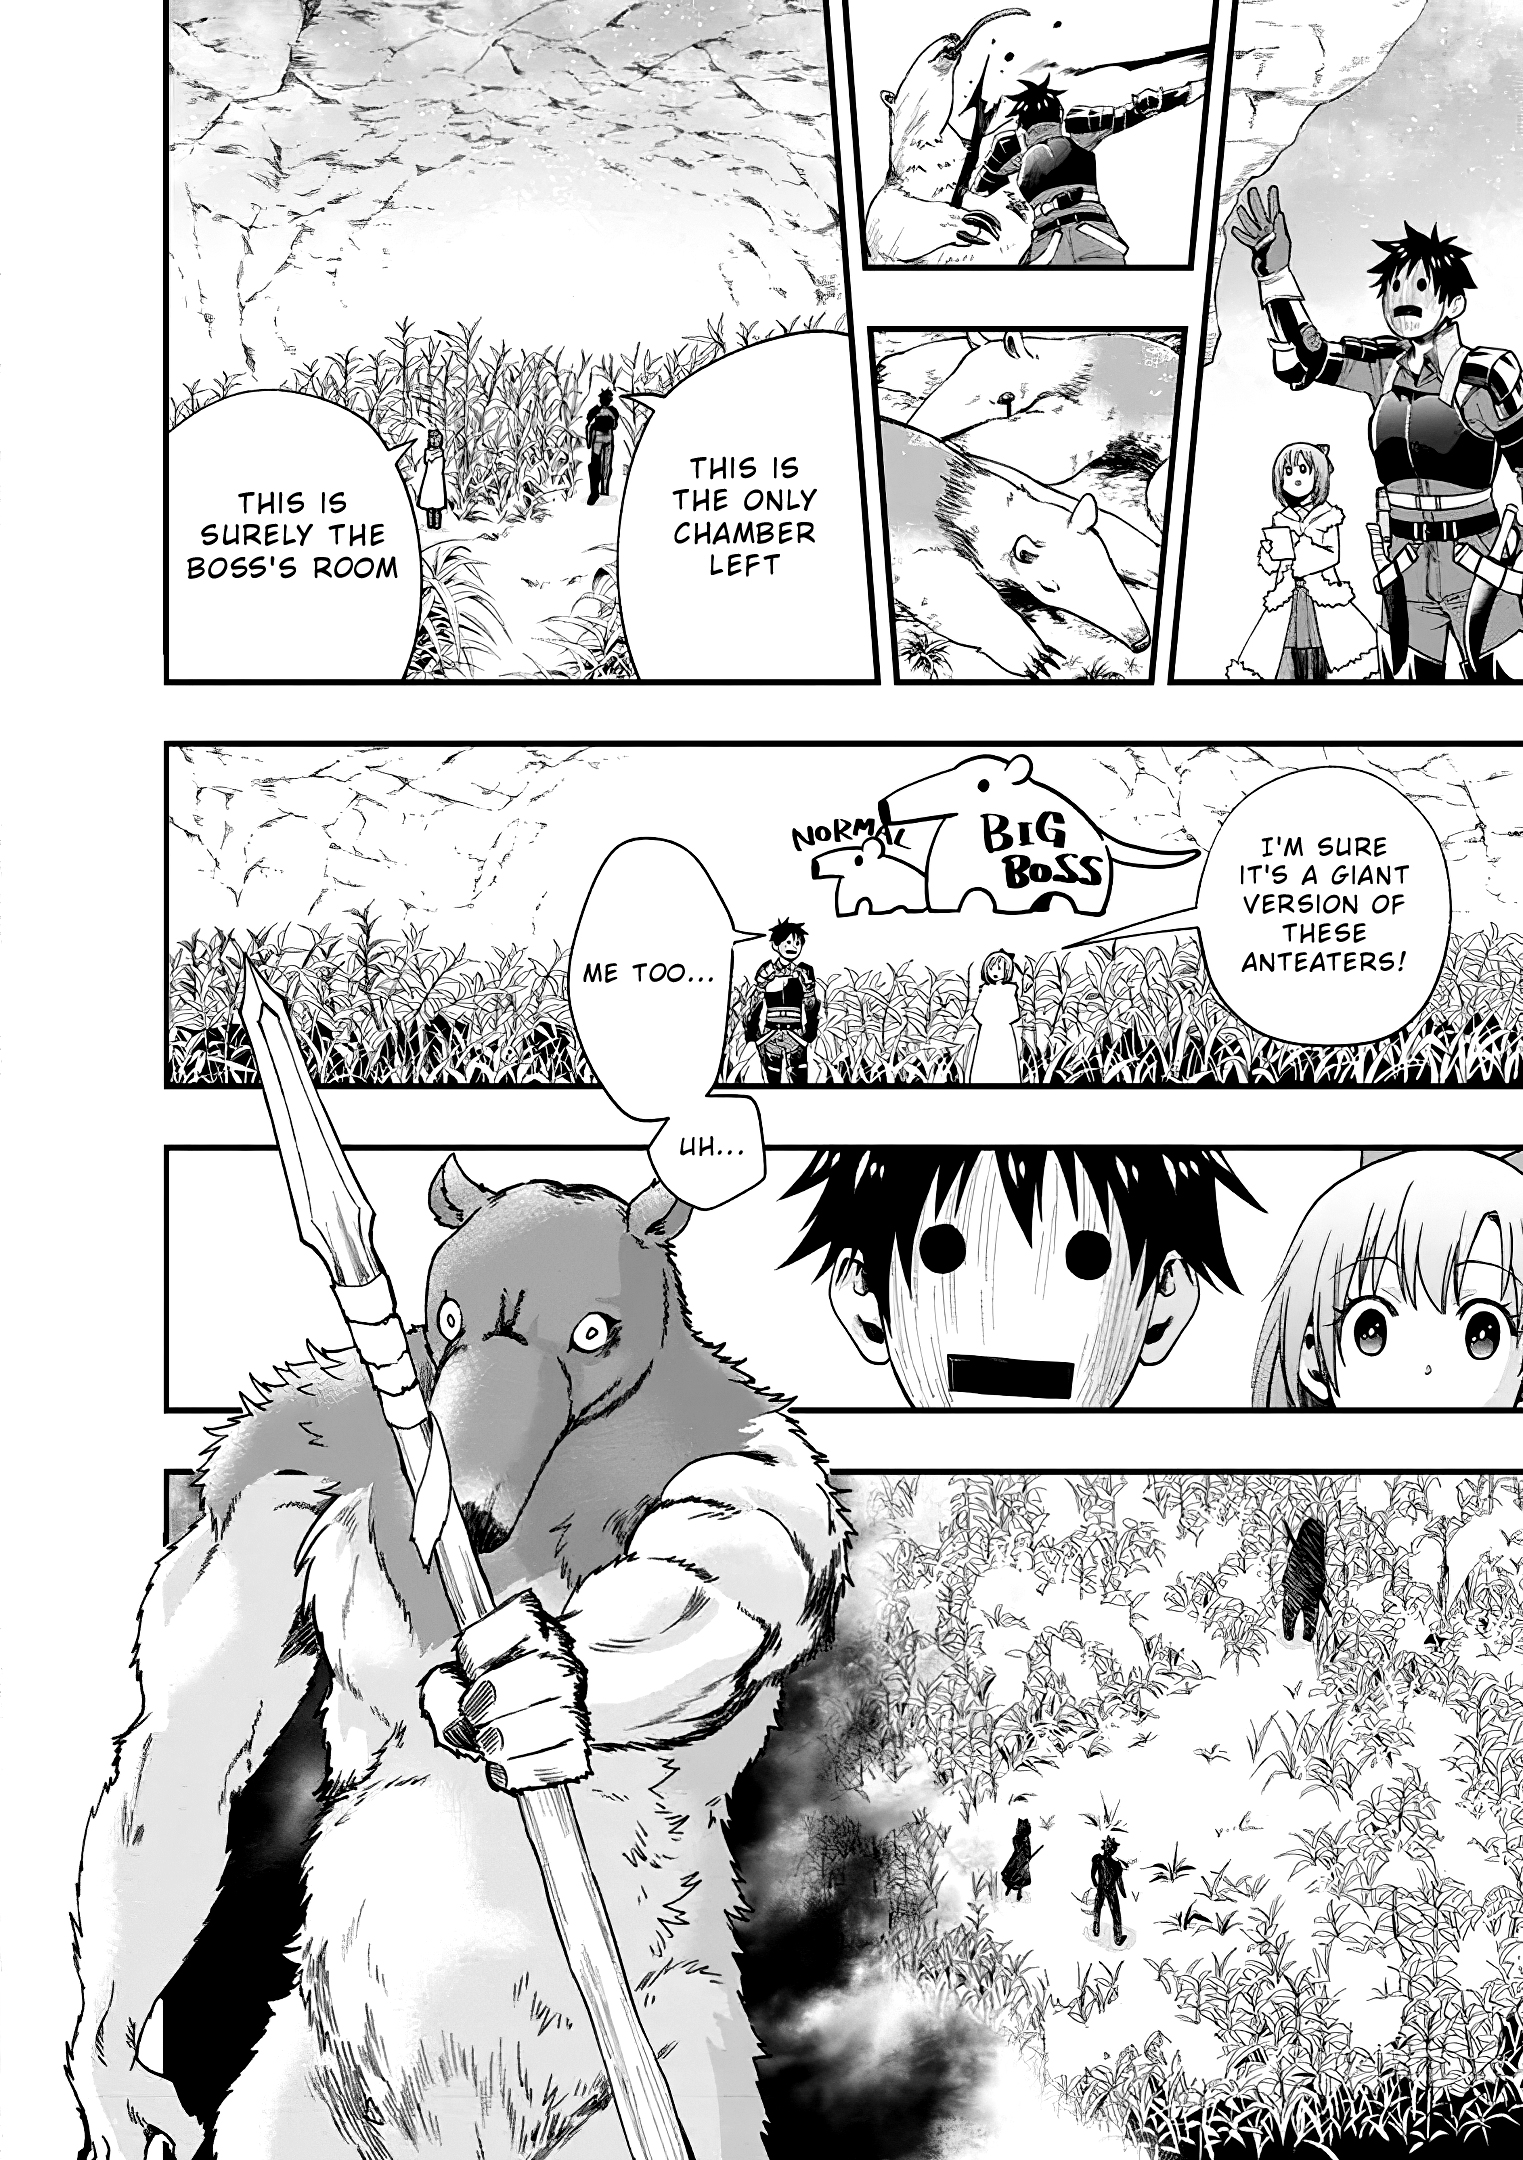 THIS IS
THE ONLY
CHAMBER
LEFT
THIS IS
SURELY THE
BOSS'S ROOM
I'M SURE
IT'S A GIANT
VERSION OF
THESE
ANTEATERS!
BIG
BOSS
NORMAL
ME TOO...
UH...